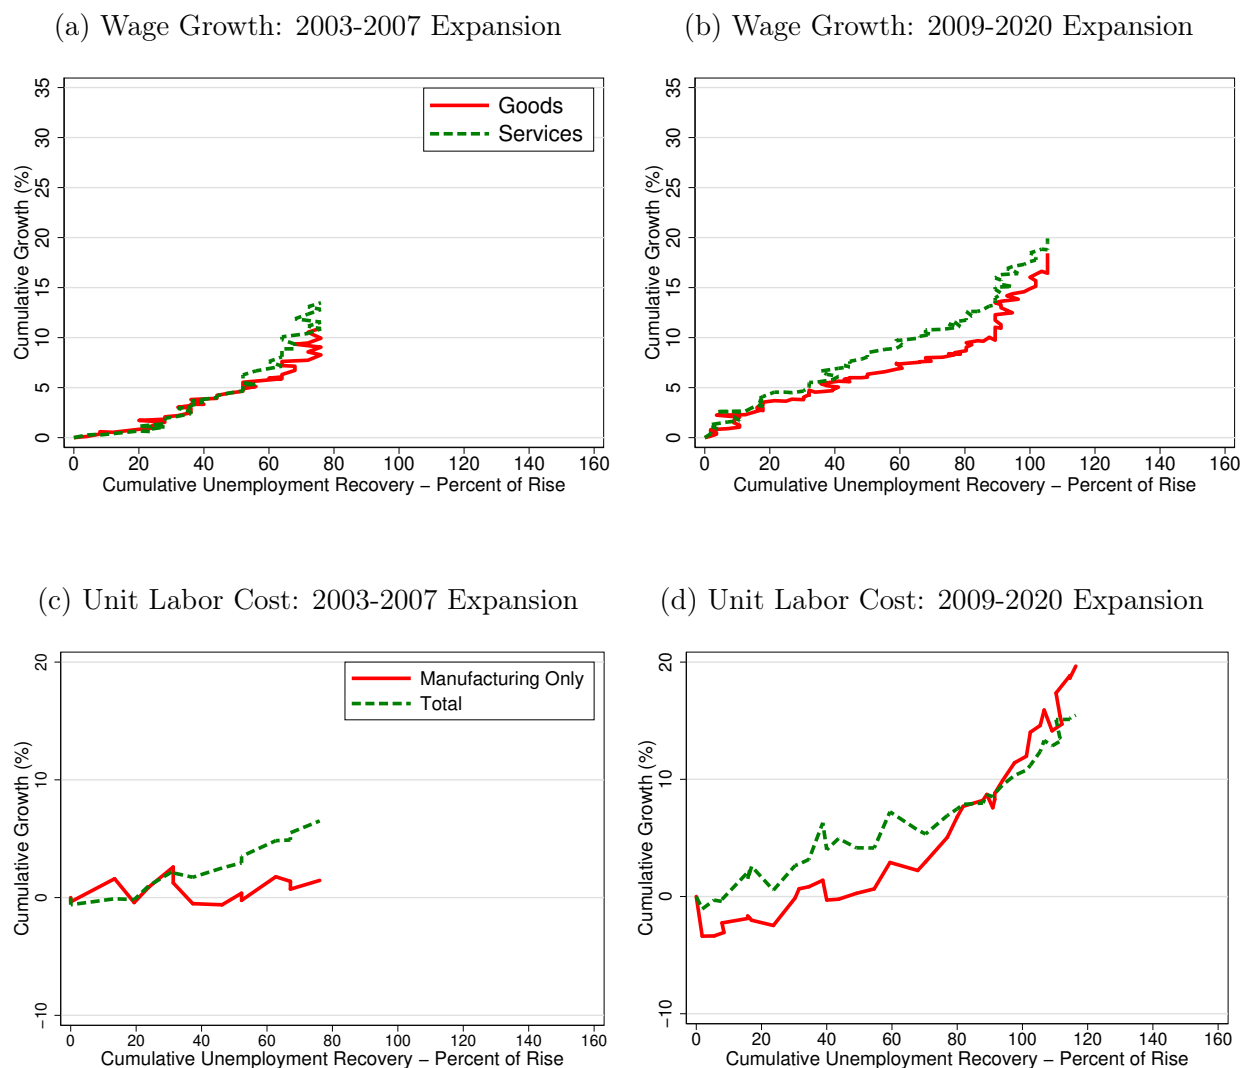 (a) Wage Growth: 2003-2007 Expansion
Cumulative Growth (%)
35
30
25
20
15
10
5
0
Goods
Services
0 20 40 60 80 100 120 140 160
Cumulative Unemployment Recovery – Percent of Rise
(b) Wage Growth: 2009-2020 Expansion
Cumulative Growth (%)
35
30
25
20
15
10
5
0
0 20 40 60 80 100 120 140 160
Cumulative Unemployment Recovery – Percent of Rise
(c) Unit Labor Cost: 2003-2007 Expansion
Cumulative Growth (%)
20
10
0
–10
Manufacturing Only
Total
0 20 40 60 80 100 120 140 160
Cumulative Unemployment Recovery – Percent of Rise
(d) Unit Labor Cost: 2009-2020 Expansion
Cumulative Growth (%)
20
10
0
–10
0 20 40 60 80 100 120 140 160
Cumulative Unemployment Recovery – Percent of Rise